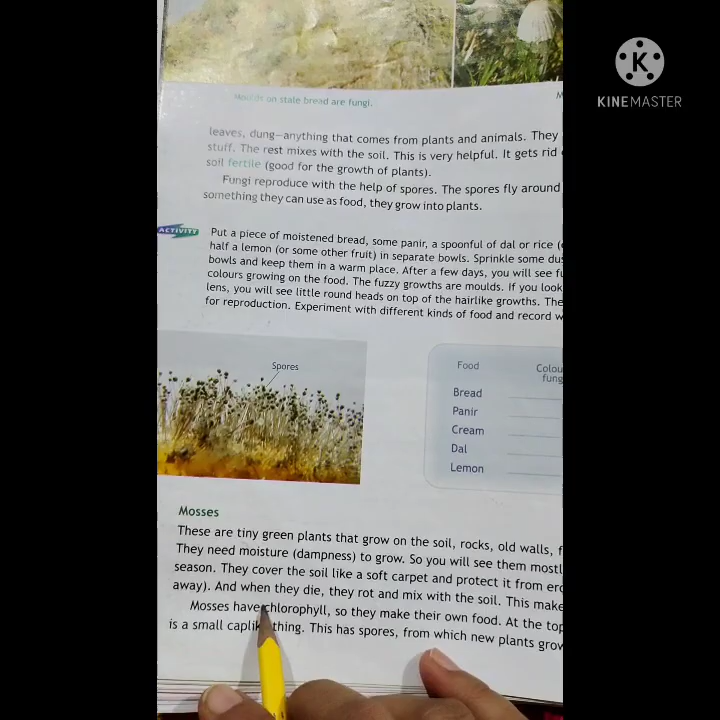 KINEMASTER
Moulds on stale bread are fungi.
M
leaves, dung—anything that comes from plants and animals. They
stuff. The rest mixes with the soil. This is very helpful. It gets rid
soil fertile (good for the growth of plants).
Fungi reproduce with the help of spores. The spores fly around
something they can use as food, they grow into plants.
ACTIVITY
Put a piece of moistened bread, some panir, a spoonful of dal or rice (
half a lemon (or some other fruit) in separate bowls. Sprinkle some dus
bowls and keep them in a warm place. After a few days, you will see fu
colours growing on the food. The fuzzy growths are moulds. If you look
lens, you will see little round heads on top of the hairlike growths. The
for reproduction. Experiment with different kinds of food and record w
Spores
Food Colou
fung
Bread
Panir
Cream
Dal
Lemon
Mosses
These are tiny green plants that grow on the soil, rocks, old walls, f
They need moisture (dampness) to grow. So you will see them mostl
season. They cover the soil like a soft carpet and protect it from ero
away). And when they die, they rot and mix with the soil. This make
Mosses have chlorophyll, so they make their own food. At the top
is a small caplike thing. This has spores, from which new plants grow